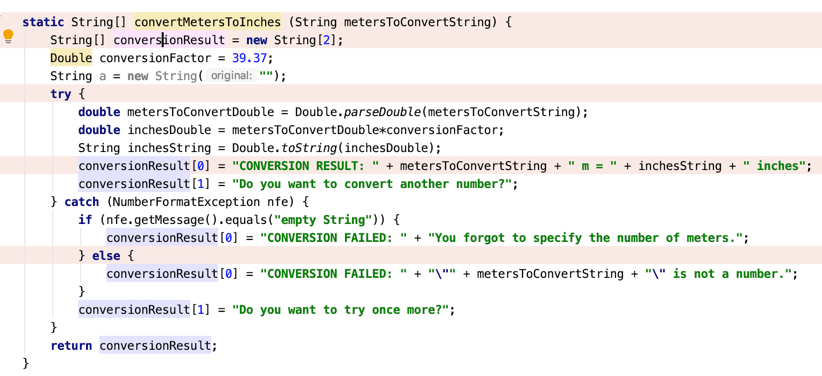 static String[] convertMetersToInches (String metersToConvertString) {
String[] conversionResult = new String[2];
Double conversionFactor = 39.37;
String a = new String( original: "");
try {
double metersToConvertDouble = Double.parseDouble(metersToConvertString);
double inchesDouble = metersToConvertDouble*conversionFactor;
String inchesString = Double.toString(inchesDouble);
conversionResult[0] = "CONVERSION RESULT: " + metersToConvertString + " m = " + inchesString + " inches";
conversionResult[1] = "Do you want to convert another number?";
} catch (NumberFormatException nfe) {
if (nfe.getMessage().equals("empty String")) {
conversionResult[0] = "CONVERSION FAILED: " + "You forgot to specify the number of meters.";
} else {
conversionResult[0] = "CONVERSION FAILED: " + "\"" + metersToConvertString + "\" is not a number.";
}
conversionResult[1] = "Do you want to try once more?";
}
return conversionResult;
}